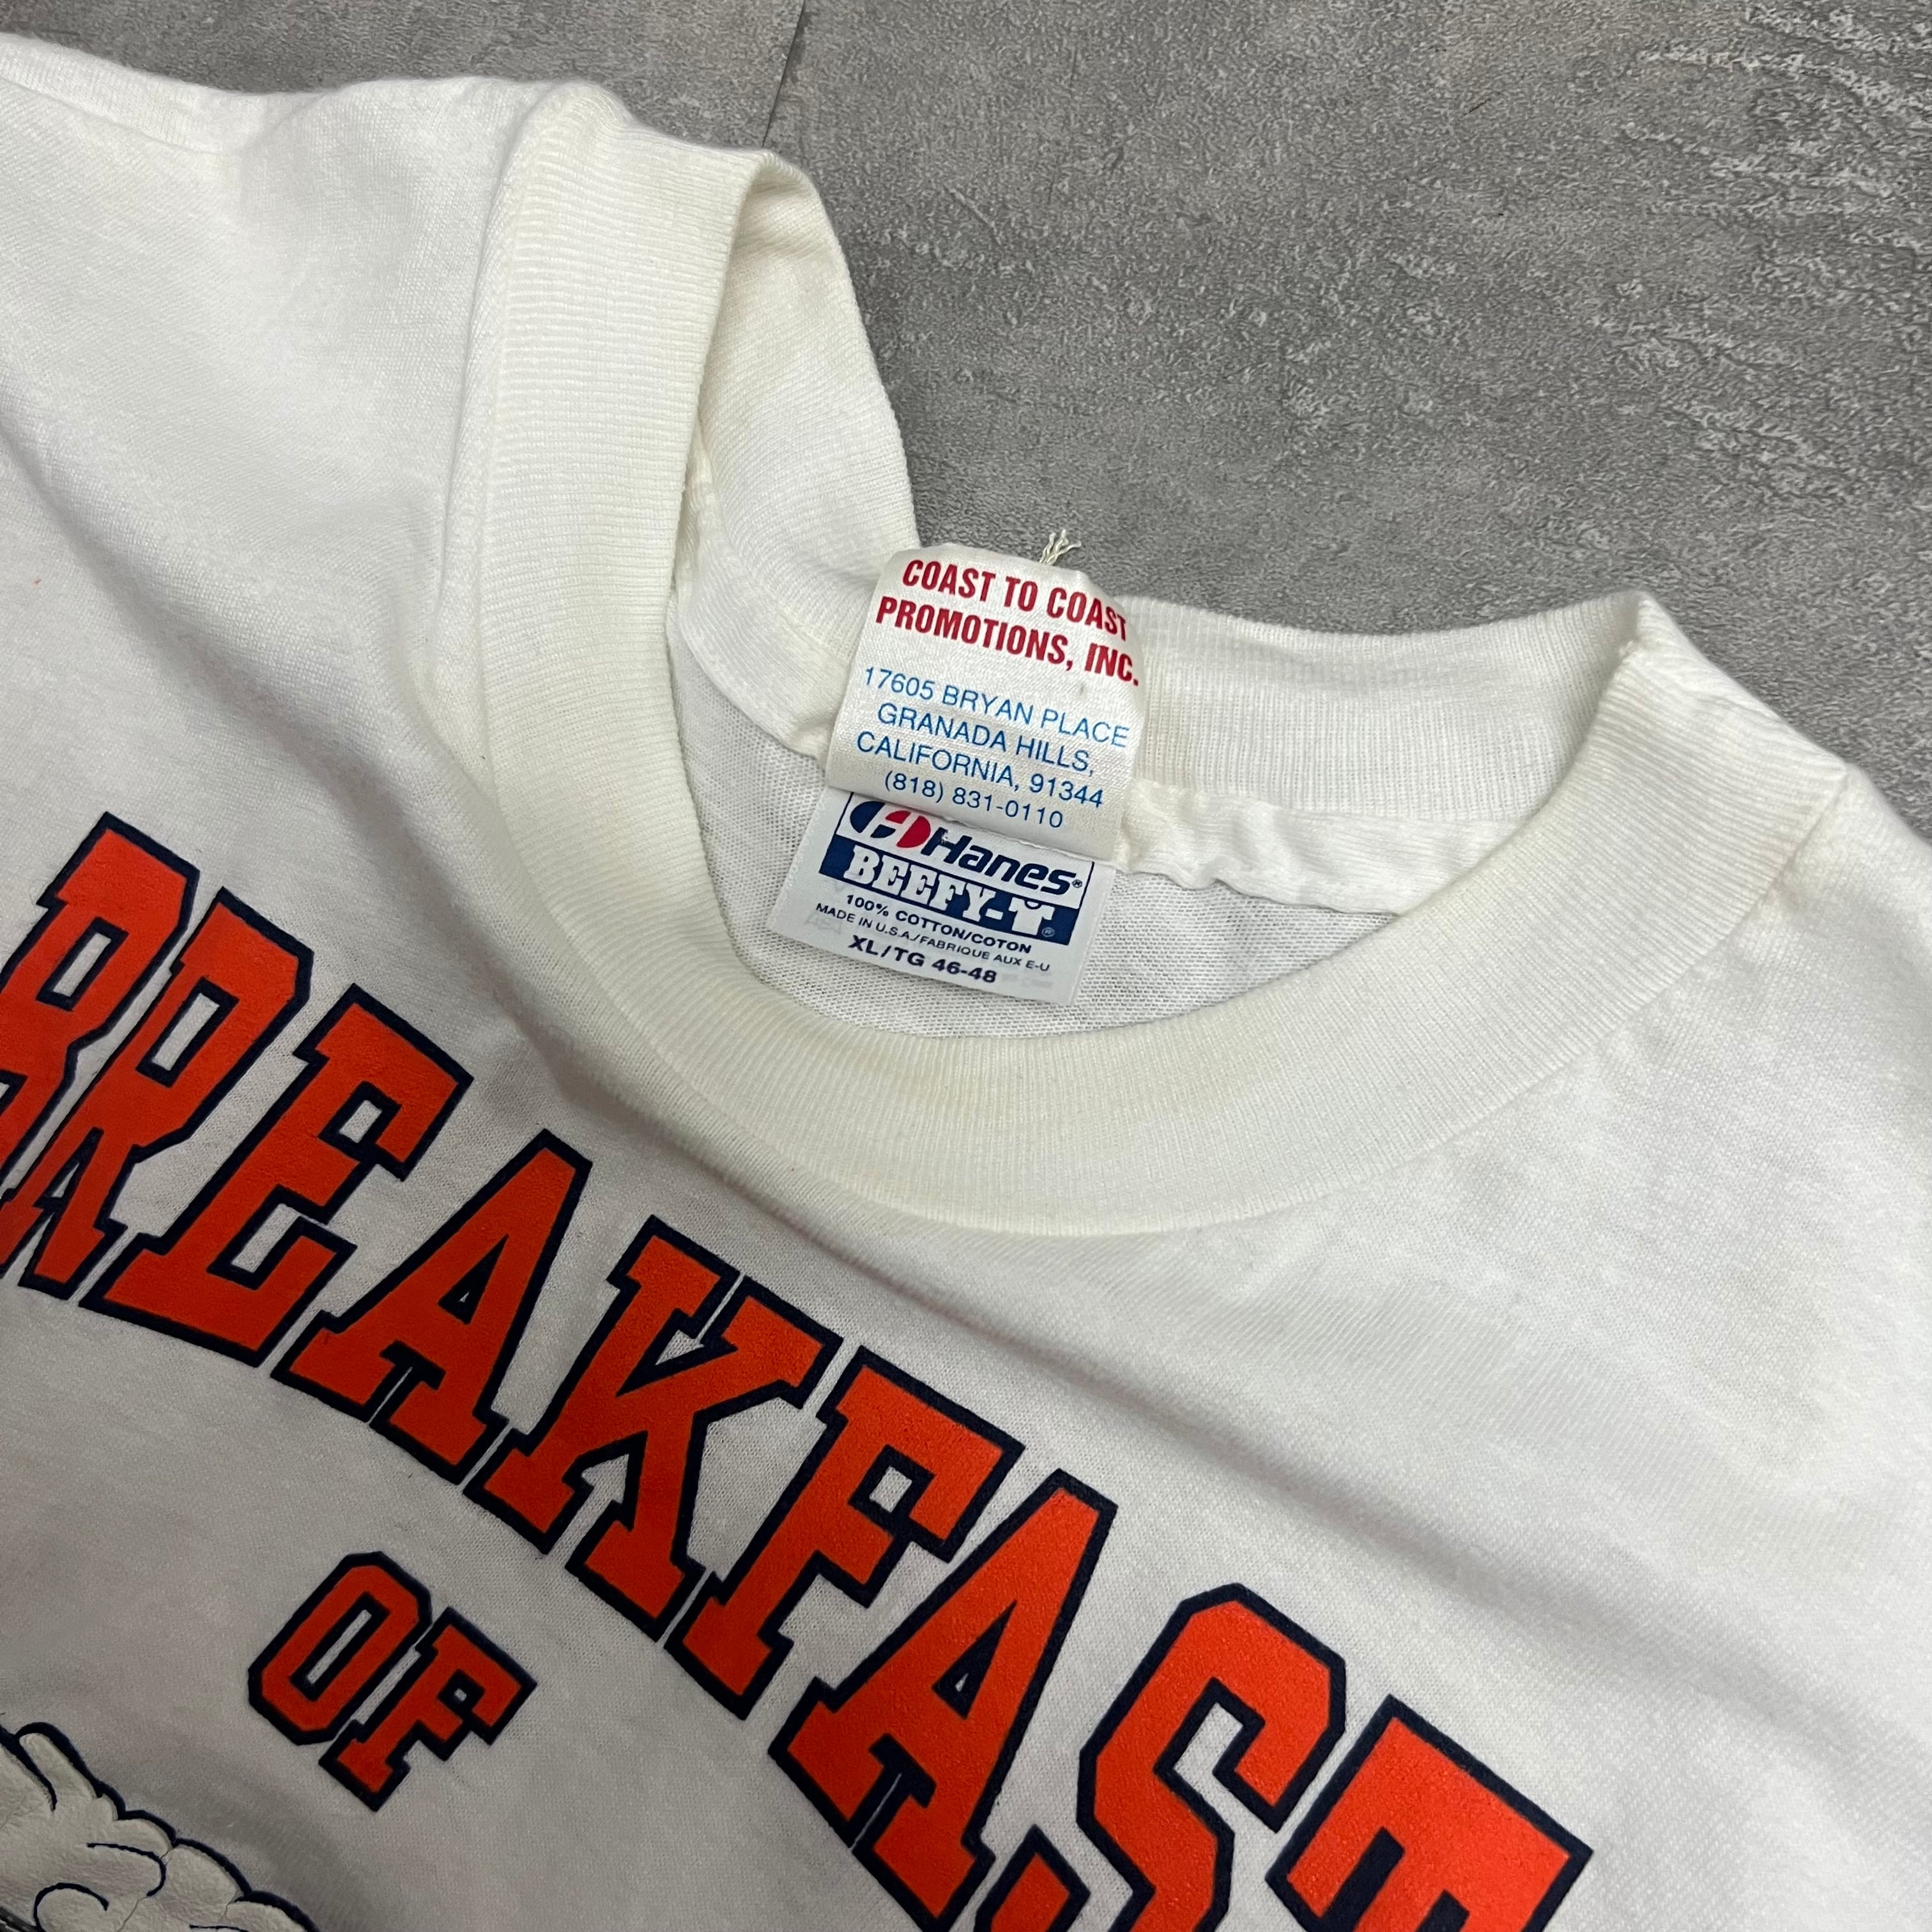 COAST TO COAST
PROMOTIONS, INC.
17605 BRYAN PLACE
GRANADA HILLS,
CALIFORNIA, 91344
(818) 831-0110
Hanes®
BEEFY-T®
100% COTTON/COTON
MADE IN U.S.A./FABRIQUE AUX E-U
XL/TG 46-48
BREAKFAST
OF